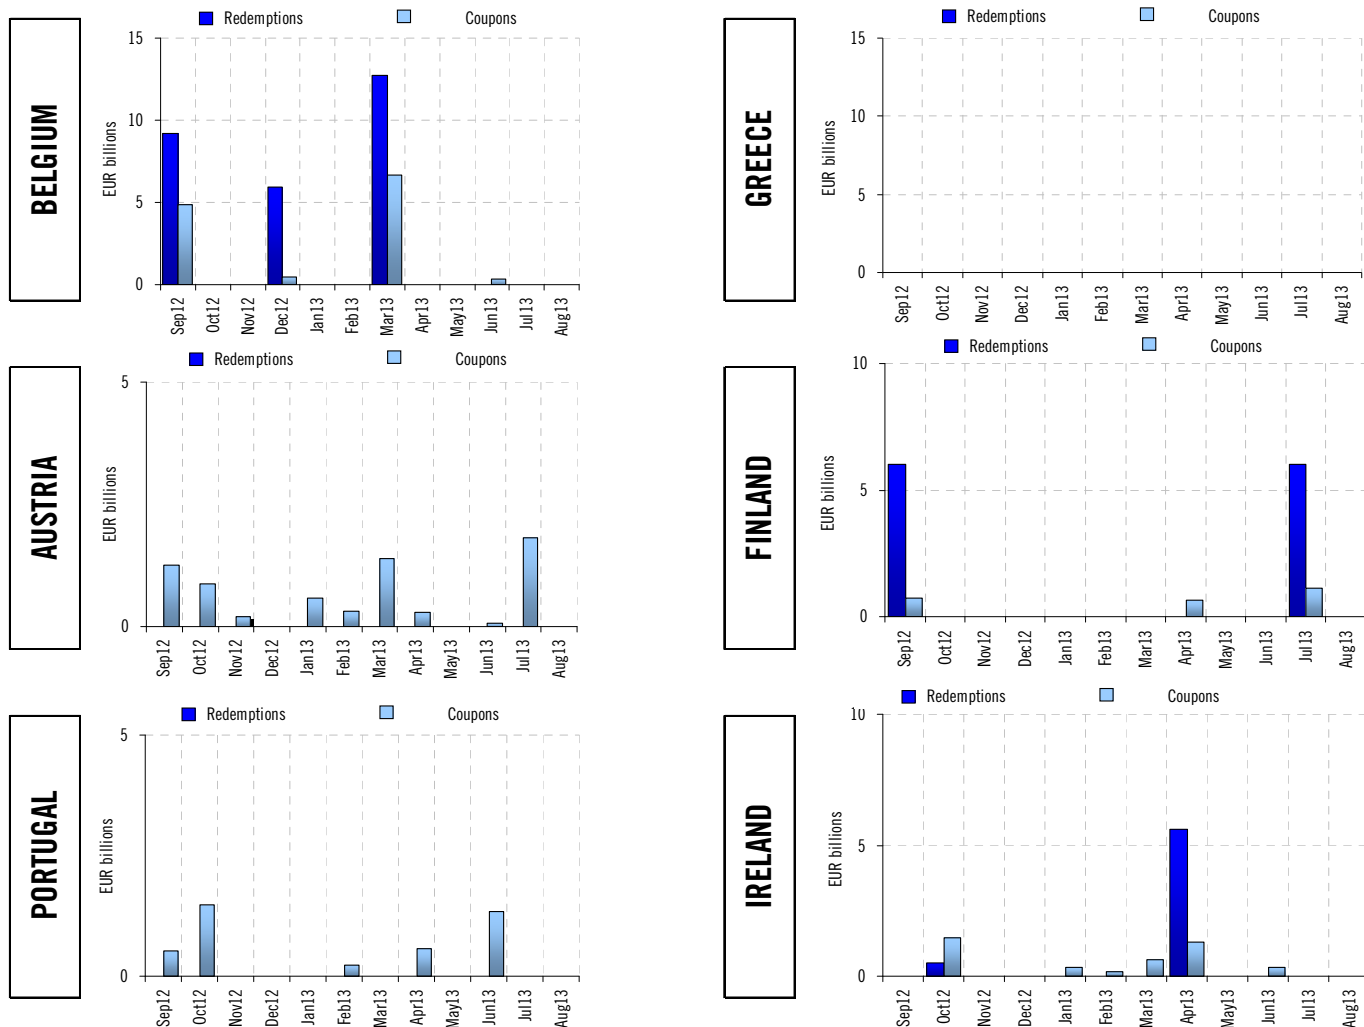 BELGIUM
Redemptions Coupons
EUR billions
15
10
5
0
Sep12 Oct12 Nov12 Dec12 Jan13 Feb13 Mar13 Apr13 May13 Jun13 Jul13 Aug13
GREECE
Redemptions Coupons
EUR billions
15
10
5
0
Sep12 Oct12 Nov12 Dec12 Jan13 Feb13 Mar13 Apr13 May13 Jun13 Jul13 Aug13
AUSTRIA
Redemptions Coupons
EUR billions
5
0
Sep12 Oct12 Nov12 Dec12 Jan13 Feb13 Mar13 Apr13 May13 Jun13 Jul13 Aug13
FINLAND
Redemptions Coupons
EUR billions
10
5
0
Sep12 Oct12 Nov12 Dec12 Jan13 Feb13 Mar13 Apr13 May13 Jun13 Jul13 Aug13
PORTUGAL
Redemptions Coupons
EUR billions
5
0
Sep12 Oct12 Nov12 Dec12 Jan13 Feb13 Mar13 Apr13 May13 Jun13 Jul13 Aug13
IRELAND
Redemptions Coupons
EUR billions
10
5
0
Sep12 Oct12 Nov12 Dec12 Jan13 Feb13 Mar13 Apr13 May13 Jun13 Jul13 Aug13